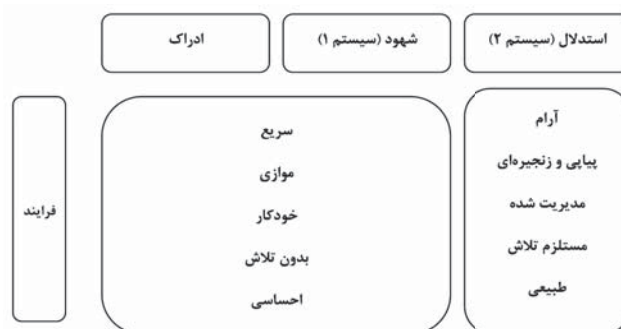 استدلال (سیستم ۲)
شهود (سیستم ۱)
ادراک
آرام
پیاپی و زنجیره‌ای
مدیریت شده
مستلزم تلاش
طبیعی
سریع
موازی
خودکار
بدون تلاش
احساسی
فرایند